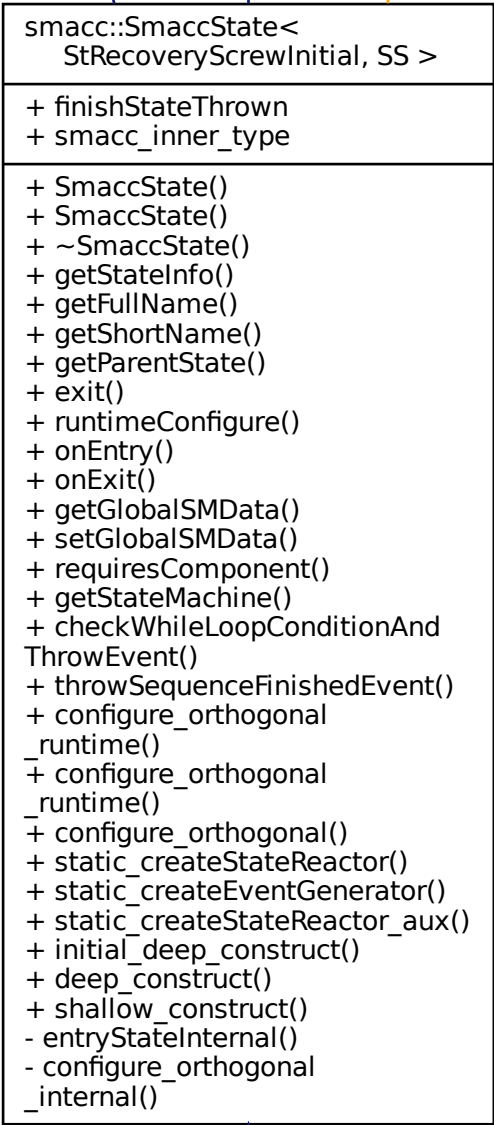 smacc::SmaccState<
StRecoveryScrewInitial, SS >
+ finishStateThrown
+ smacc_inner_type
+ SmaccState()
+ SmaccState()
+ ~SmaccState()
+ getStateInfo()
+ getFullName()
+ getShortName()
+ getParentState()
+ exit()
+ runtimeConfigure()
+ onEntry()
+ onExit()
+ getGlobalSMData()
+ setGlobalSMData()
+ requiresComponent()
+ getStateMachine()
+ checkWhileLoopConditionAnd
ThrowEvent()
+ throwSequenceFinishedEvent()
+ configure_orthogonal
_runtime()
+ configure_orthogonal
_runtime()
+ configure_orthogonal()
+ static_createStateReactor()
+ static_createEventGenerator()
+ static_createStateReactor_aux()
+ initial_deep_construct()
+ deep_construct()
+ shallow_construct()
- entryStateInternal()
- configure_orthogonal
_internal()